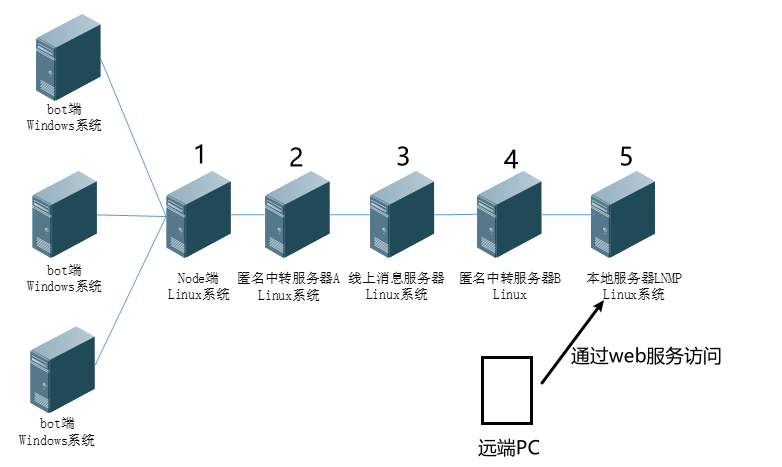 bot端
Windows系统
bot端
Windows系统
bot端
Windows系统
1
2
3
4
5
Node端
Linux系统
匿名中转服务器A
Linux系统
线上消息服务器
Linux系统
匿名中转服务器B
Linux
本地服务器LNMP
Linux系统
通过web服务访问
远端PC